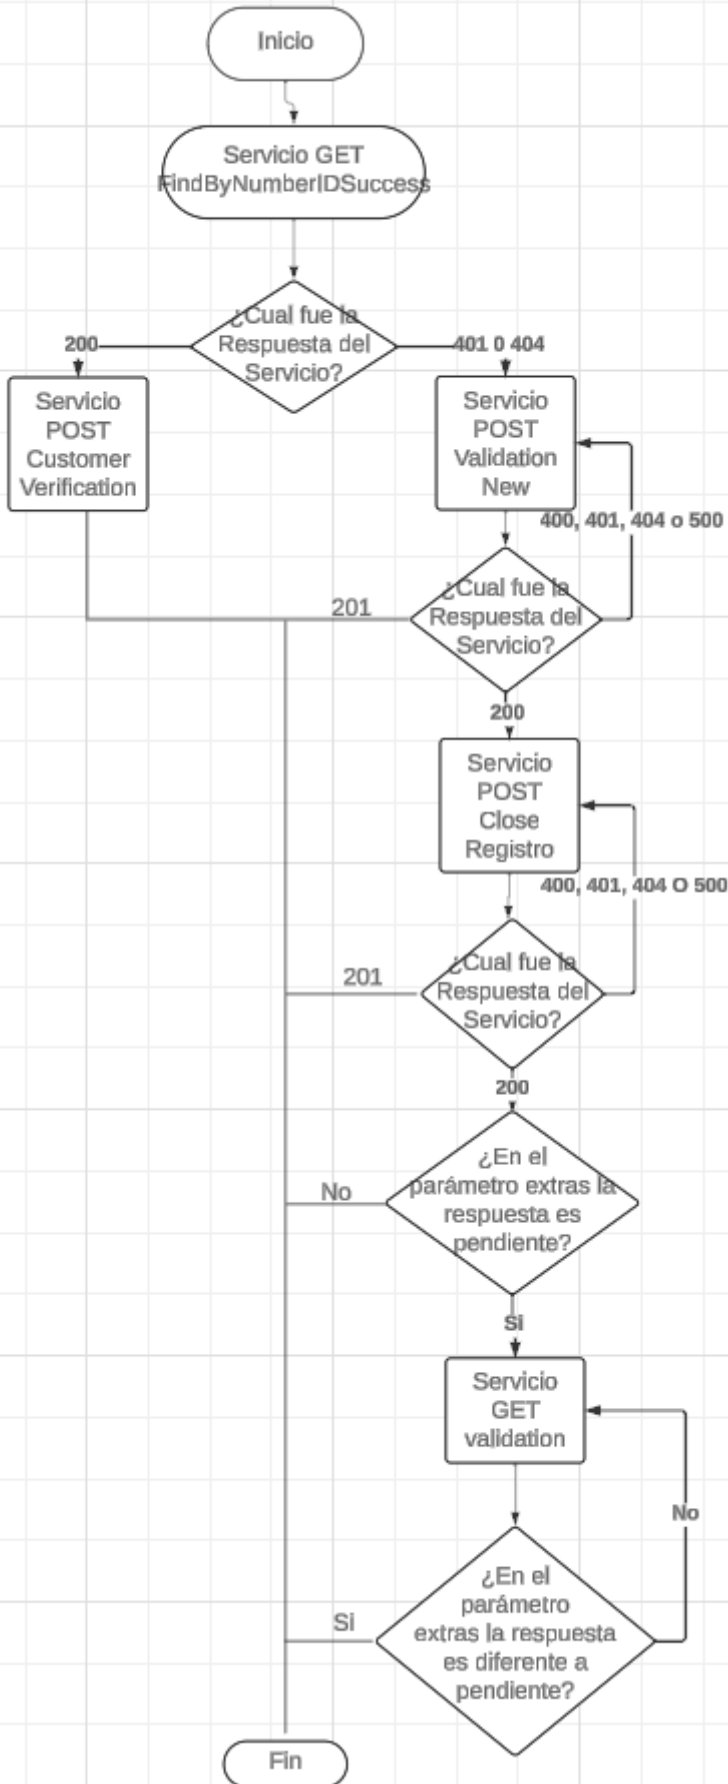 Inicio
Servicio GET
FindByNumberIDSuccess
¿Cual fue la
Respuesta del
Servicio?
200
401 0 404
Servicio
POST
Customer
Verification
Servicio
POST
Validation
New
400, 401, 404 o 500
¿Cual fue la
Respuesta del
Servicio?
201
200
Servicio
POST
Close
Registro
400, 401, 404 O 500
¿Cual fue la
Respuesta del
Servicio?
201
200
¿En el
parámetro extras la
respuesta es
pendiente?
No
Si
Servicio
GET
validation
No
¿En el
parámetro
extras la respuesta
es diferente a
pendiente?
Si
Fin